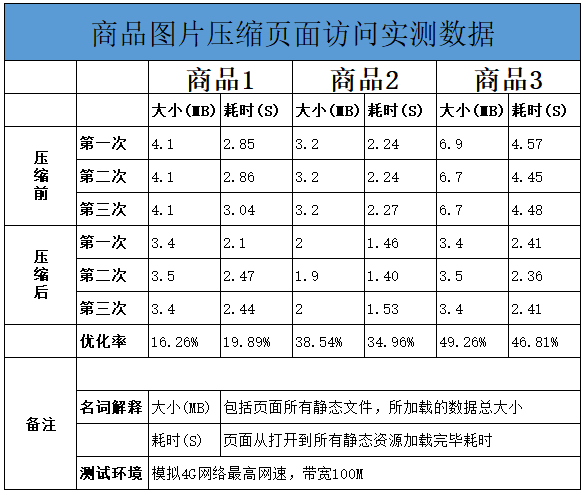 商品图片压缩页面访问实测数据
商品1 商品2 商品3
大小(MB) 耗时(S) 大小(MB) 耗时(S) 大小(MB) 耗时(S)
压缩前
第一次 4.1 2.85 3.2 2.24 6.9 4.57
第二次 4.1 2.86 3.2 2.24 6.7 4.45
第三次 4.1 3.04 3.2 2.27 6.7 4.48
压缩后
第一次 3.4 2.1 2 1.46 3.4 2.41
第二次 3.5 2.47 1.9 1.40 3.5 2.36
第三次 3.4 2.44 2 1.53 3.4 2.41
优化率 16.26% 19.89% 38.54% 34.96% 49.26% 46.81%
备注
名词解释 大小(MB) 包括页面所有静态文件，所加载的数据总大小
耗时(S) 页面从打开到所有静态资源加载完毕耗时
测试环境 模拟4G网络最高网速，带宽100M